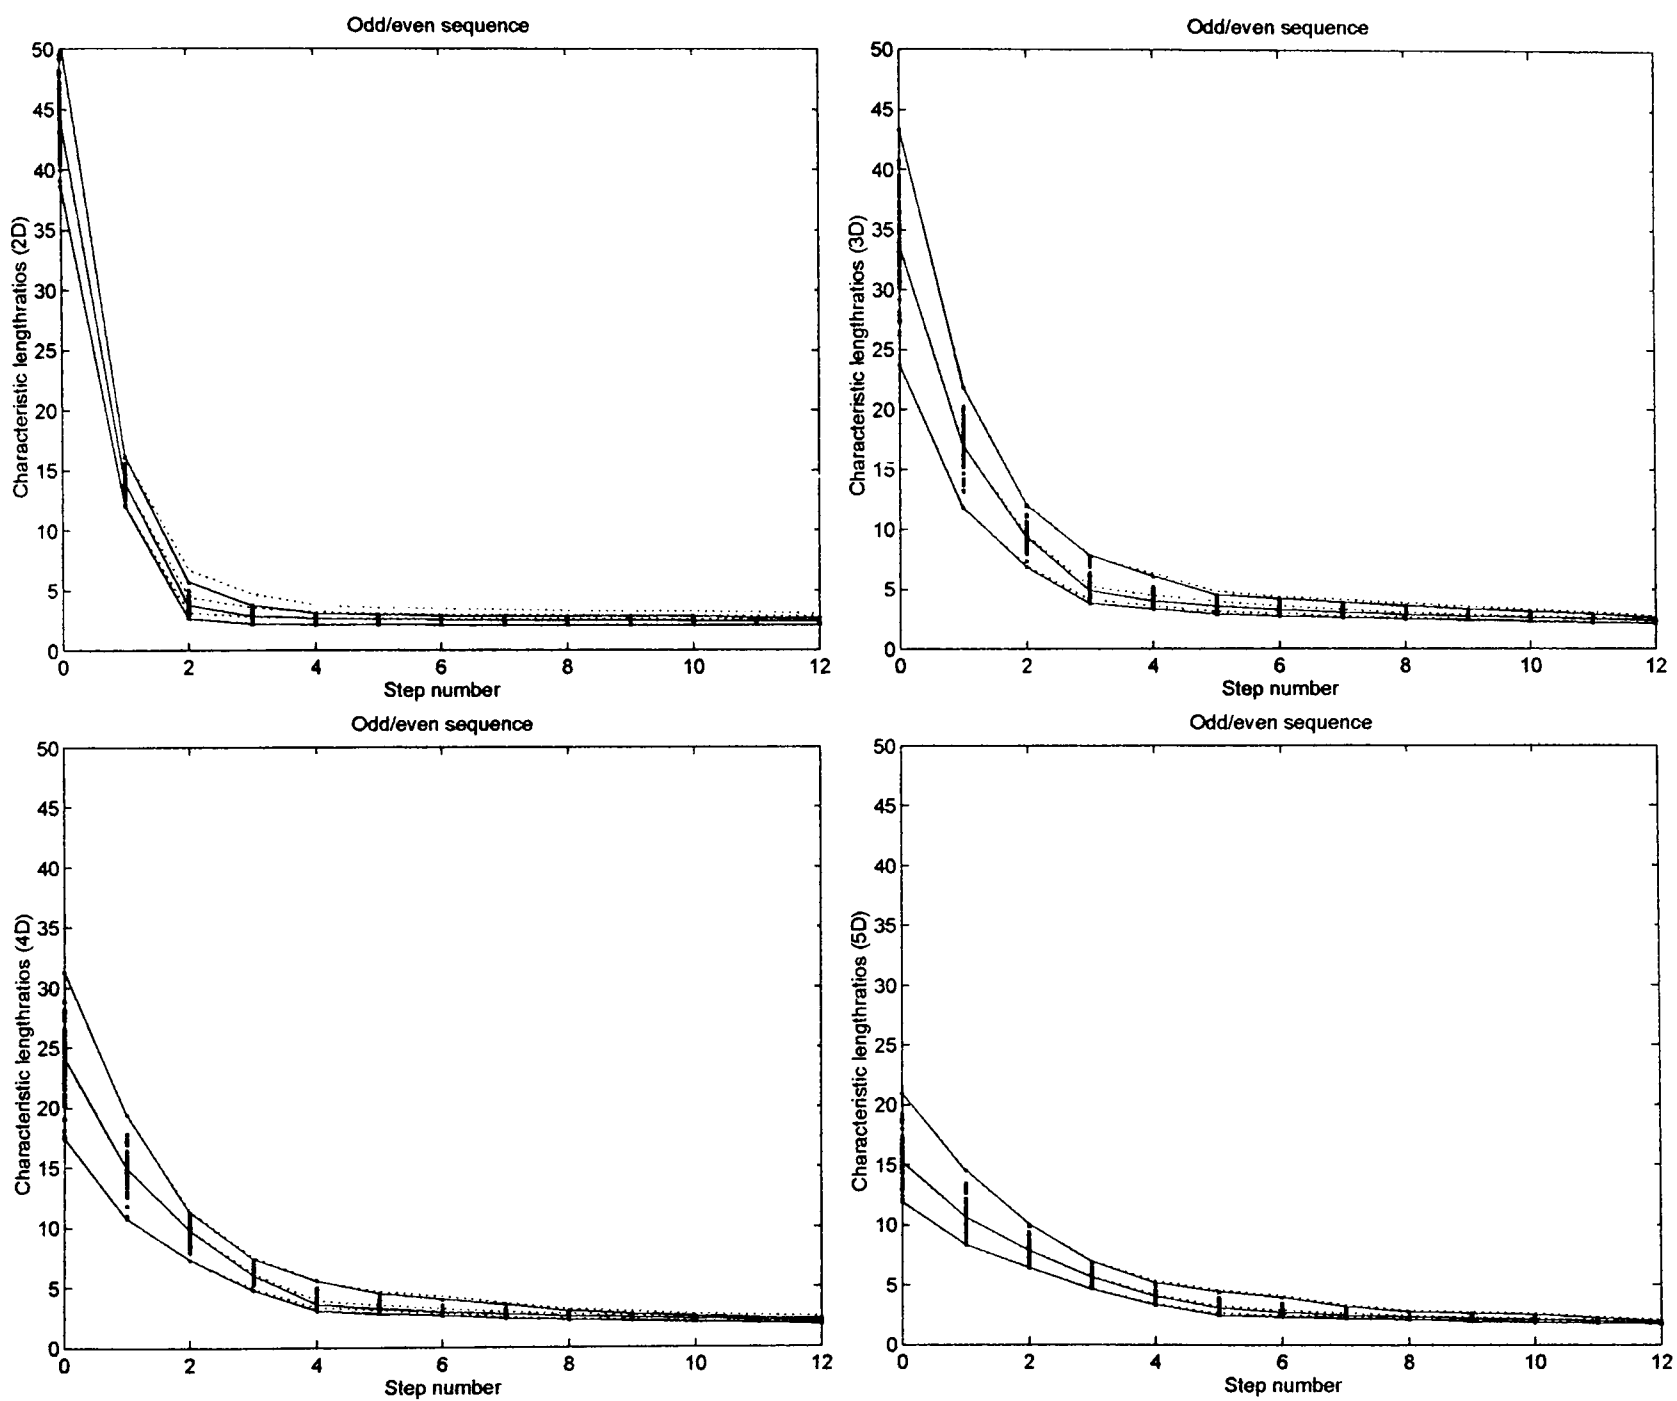 Odd/even sequence
50
45
40
35
30
25
20
15
10
5
0
Characteristic lengthratios (2D)
0 2 4 6 8 10 12
Step number
Odd/even sequence
50
45
40
35
30
25
20
15
10
5
0
Characteristic lengthratios (3D)
0 2 4 6 8 10 12
Step number
Odd/even sequence
50
45
40
35
30
25
20
15
10
5
0
Characteristic lengthratios (4D)
0 2 4 6 8 10 12
Step number
Odd/even sequence
50
45
40
35
30
25
20
15
10
5
0
Characteristic lengthratios (5D)
0 2 4 6 8 10 12
Step number